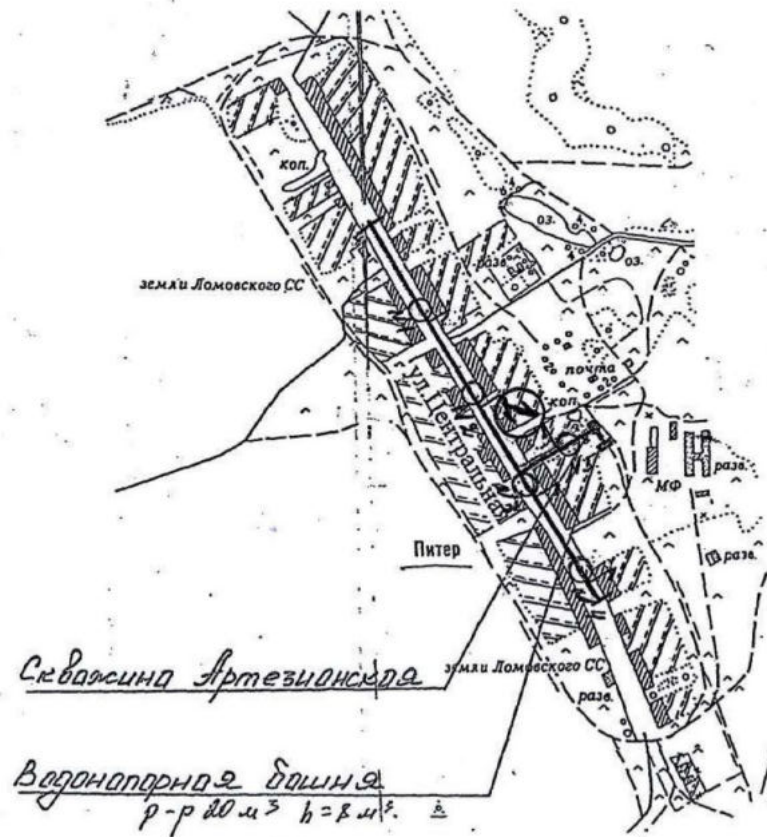 коп.
оз.
разв.
оз.
земли Ломовского СС
почта
коп.
ул. Центральная
разв.
МФ
Питер
разв.
Скважина Артезианская
земли Ломовского СС
разв.
Водонапорная башня
р-р 20 м³ h=8 м